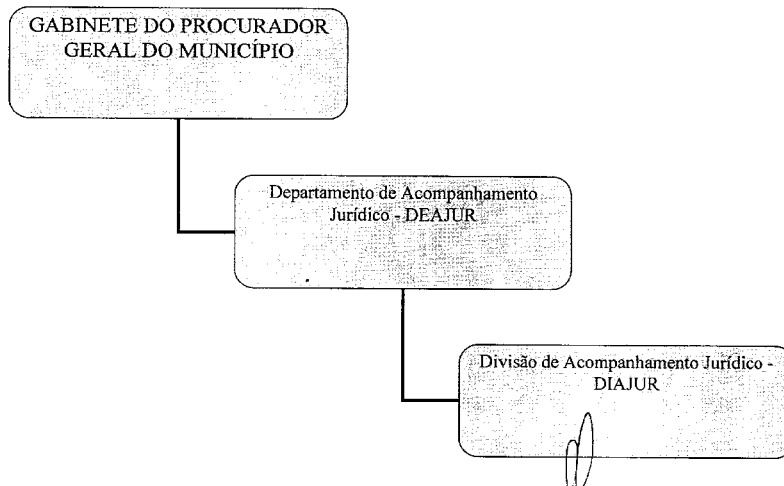 GABINETE DO PROCURADOR
GERAL DO MUNICÍPIO
Departamento de Acompanhamento
Jurídico - DEAJUR
Divisão de Acompanhamento Jurídico -
DIAJUR